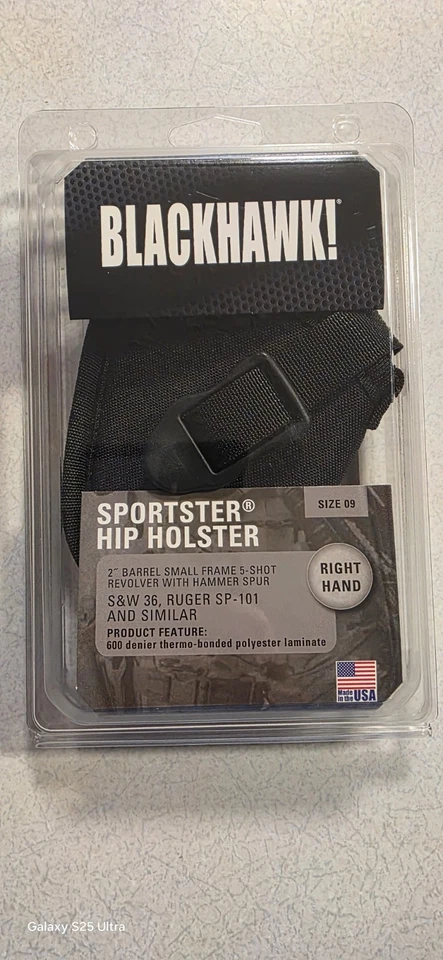 BLACKHAWK!®
SPORTSTER®
HIP HOLSTER
SIZE 09
2" BARREL SMALL FRAME 5-SHOT
REVOLVER WITH HAMMER SPUR
S&W 36, RUGER SP-101
AND SIMILAR
PRODUCT FEATURE:
600 denier thermo-bonded polyester laminate
RIGHT
HAND
Made
in the USA
Galaxy S25 Ultra